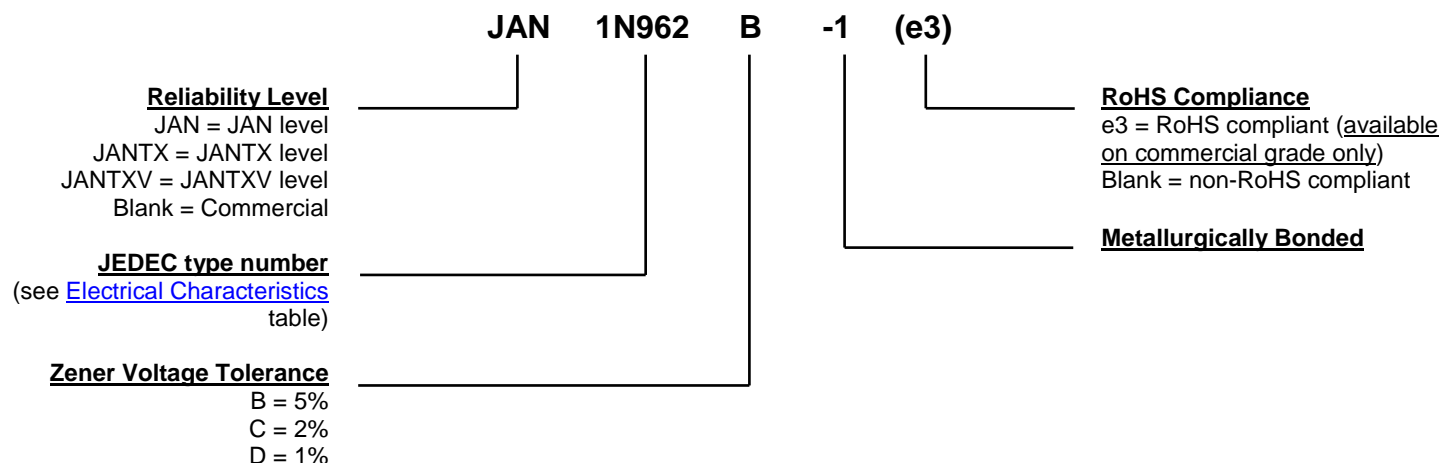 JAN 1N962 B -1 (e3)
Reliability Level
JAN = JAN level
JANTX = JANTX level
JANTXV = JANTXV level
Blank = Commercial
JEDEC type number
(see Electrical Characteristics
table)
Zener Voltage Tolerance
B = 5%
C = 2%
D = 1%
RoHS Compliance
e3 = RoHS compliant (available
on commercial grade only)
Blank = non-RoHS compliant
Metallurgically Bonded